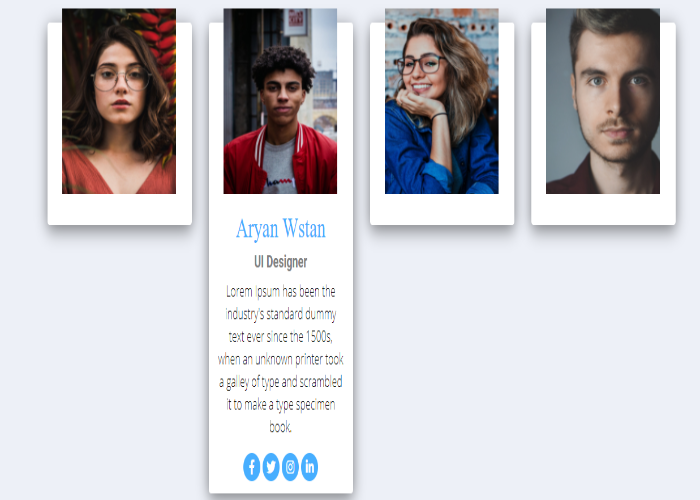 Aryan Wstan
UI Designer
Lorem Ipsum has been the
industry's standard dummy
text ever since the 1500s,
when an unknown printer took
a galley of type and scrambled
it to make a type specimen
book.